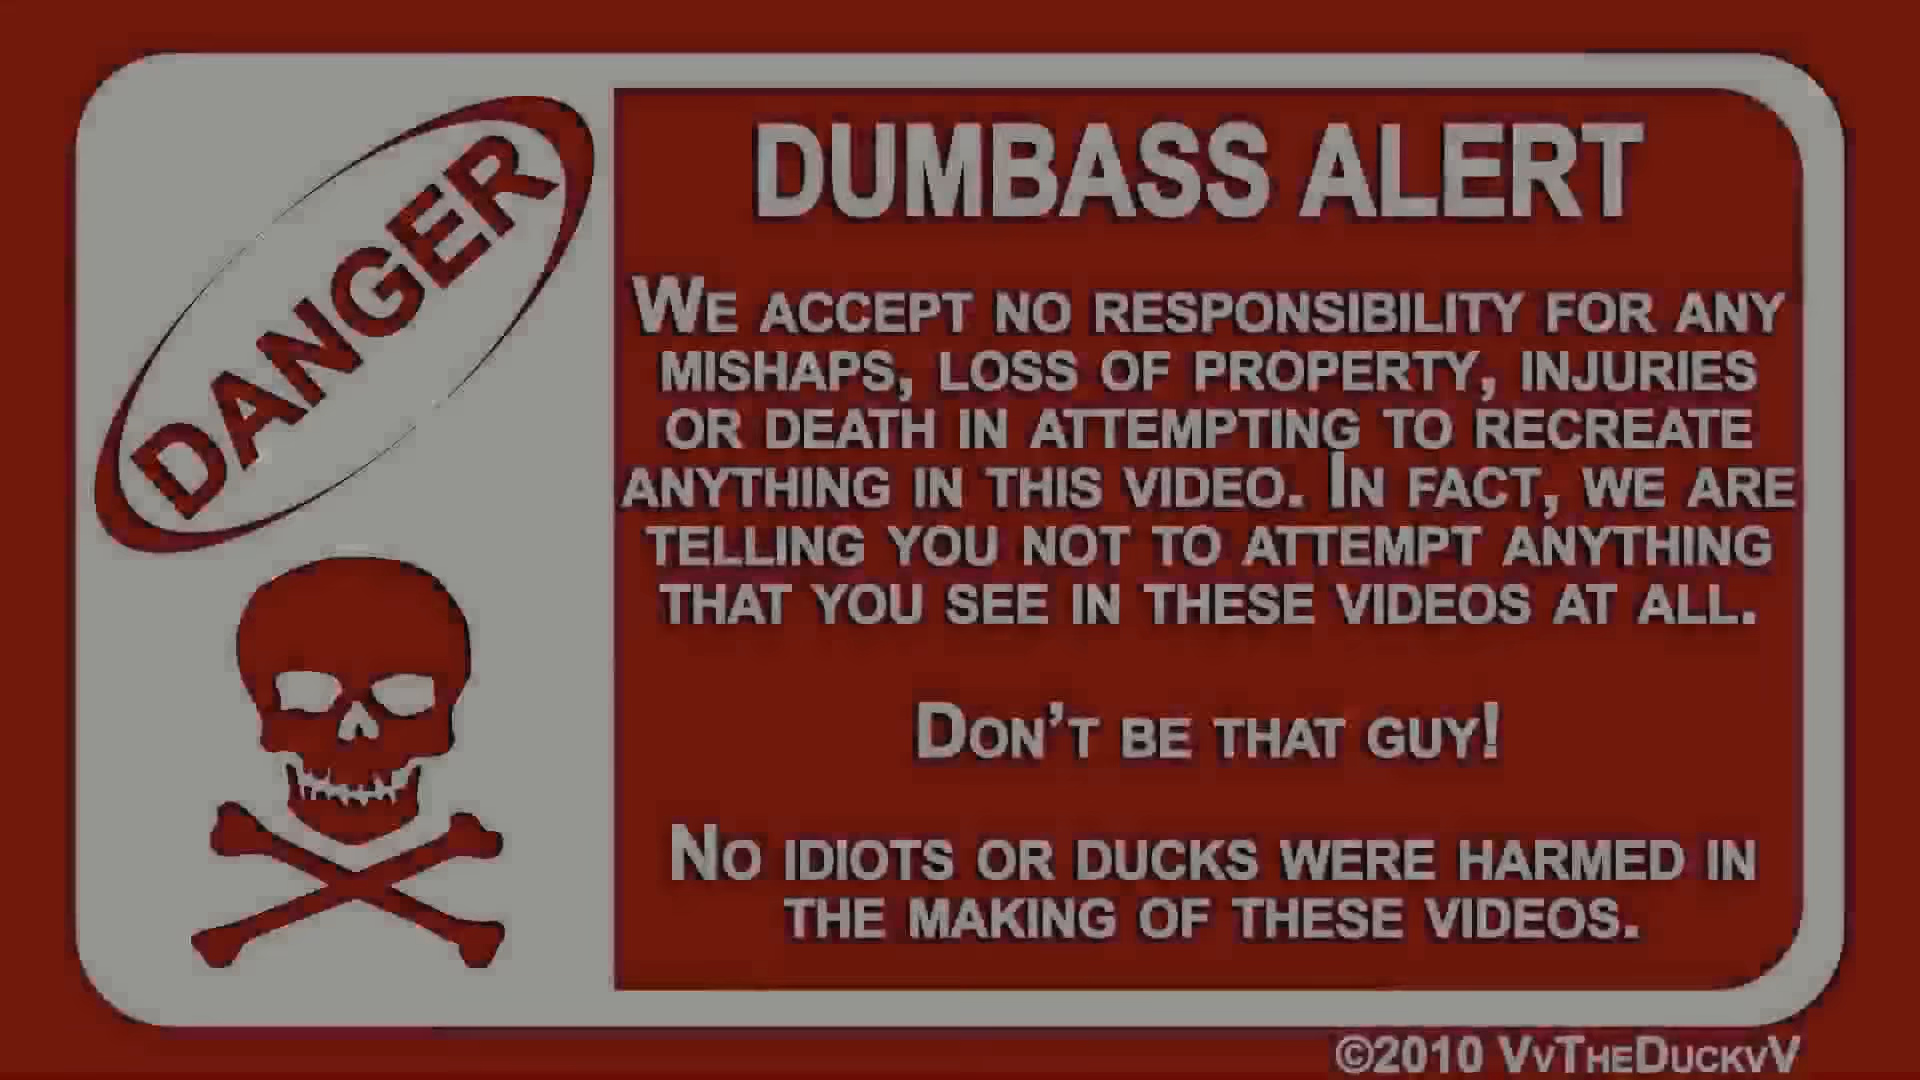 DANGER
DUMBASS ALERT
WE ACCEPT NO RESPONSIBILITY FOR ANY
MISHAPS, LOSS OF PROPERTY, INJURIES
OR DEATH IN ATTEMPTING TO RECREATE
ANYTHING IN THIS VIDEO. IN FACT, WE ARE
TELLING YOU NOT TO ATTEMPT ANYTHING
THAT YOU SEE IN THESE VIDEOS AT ALL.
DON'T BE THAT GUY!
NO IDIOTS OR DUCKS WERE HARMED IN
THE MAKING OF THESE VIDEOS.
©2010 VVTHEDUCKVV